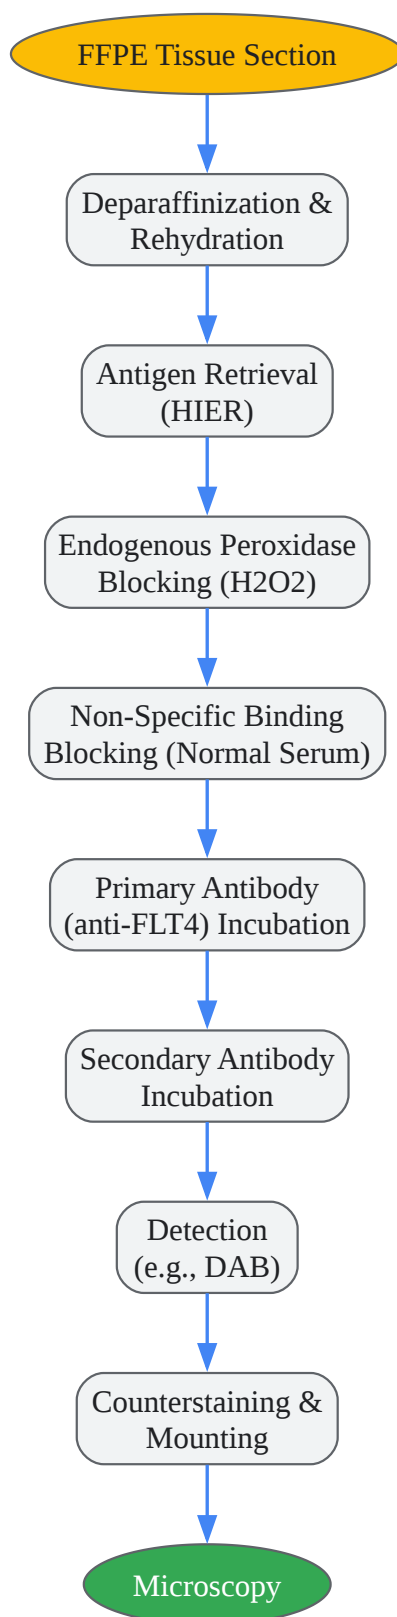 FFPE Tissue Section
Deparaffinization &
Rehydration
Antigen Retrieval
(HIER)
Endogenous Peroxidase
Blocking (H2O2)
Non-Specific Binding
Blocking (Normal Serum)
Primary Antibody
(anti-FLT4) Incubation
Secondary Antibody
Incubation
Detection
(e.g., DAB)
Counterstaining &
Mounting
Microscopy